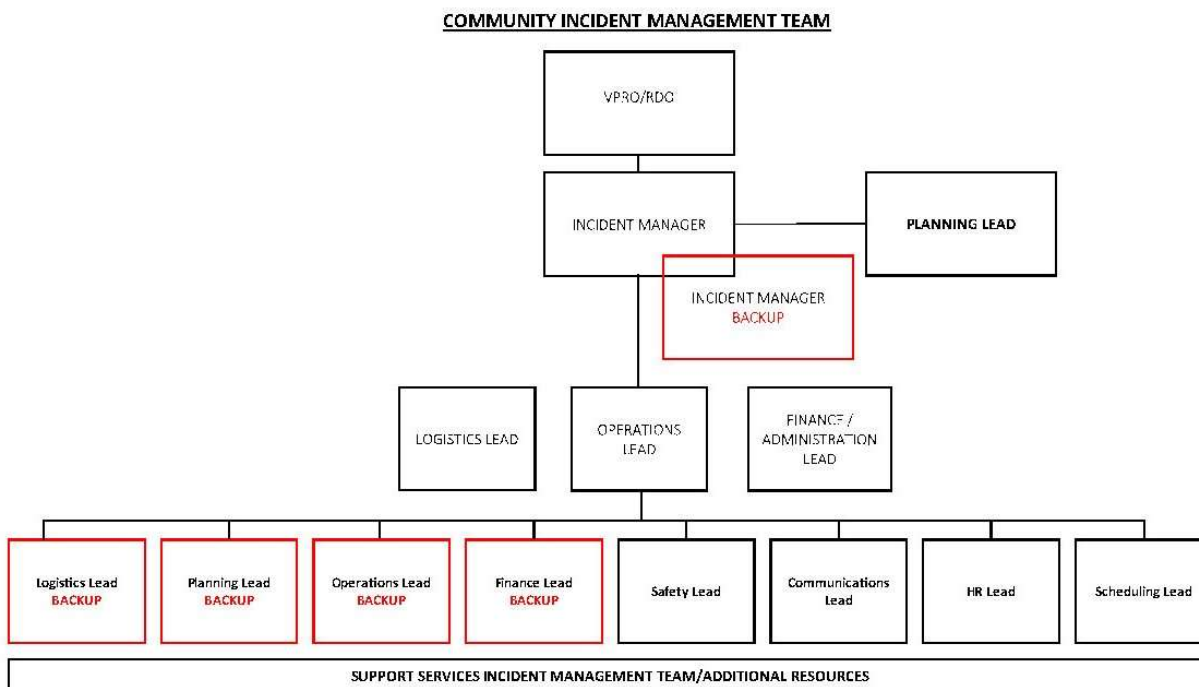 COMMUNITY INCIDENT MANAGEMENT TEAM
VPRO/RDO
INCIDENT MANAGER
PLANNING LEAD
INCIDENT MANAGER
BACKUP
LOGISTICS LEAD
OPERATIONS
LEAD
FINANCE /
ADMINISTRATION
LEAD
Logistics Lead
BACKUP
Planning Lead
BACKUP
Operations Lead
BACKUP
Finance Lead
BACKUP
Safety Lead
Communications
Lead
HR Lead
Scheduling Lead
SUPPORT SERVICES INCIDENT MANAGEMENT TEAM/ADDITIONAL RESOURCES